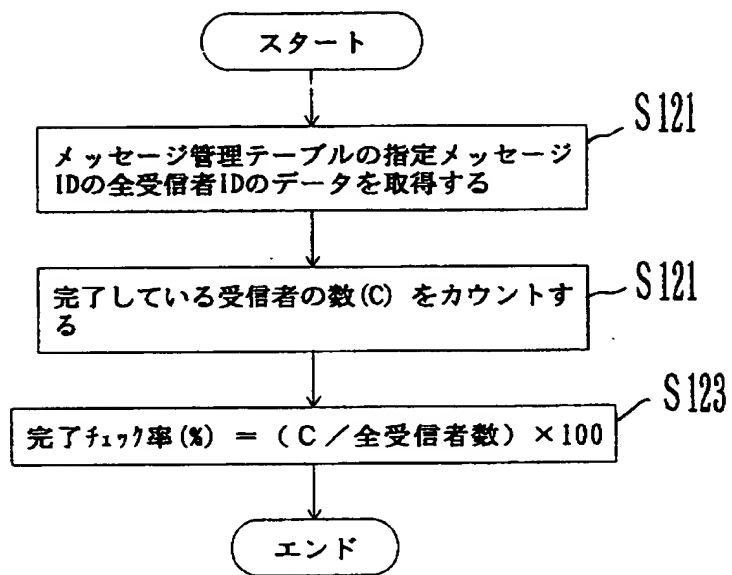 スタート
S121
メッセージ管理テーブルの指定メッセージ
IDの全受信者IDのデータを取得する
S121
完了している受信者の数(C)をカウントす
る
S123
完了ﾁｪｯｸ率(%) = (C/全受信者数)×100
エンド